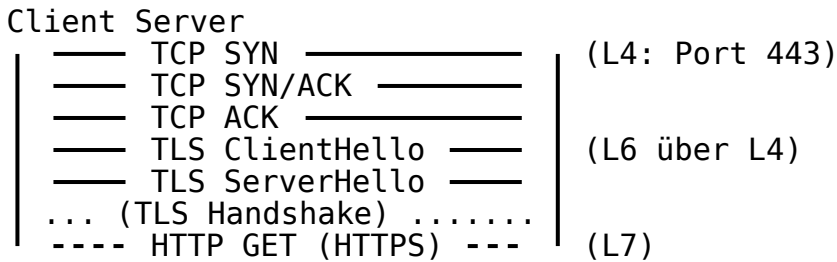 Client Server
│ ──── TCP SYN ──────────── │ (L4: Port 443)
│ ──── TCP SYN/ACK ──────── │
│ ──── TCP ACK ──────────── │
│ ──── TLS ClientHello ──── │ (L6 über L4)
│ ──── TLS ServerHello ──── │
│ ... (TLS Handshake) ....... │
│ ---- HTTP GET (HTTPS) --- │ (L7)